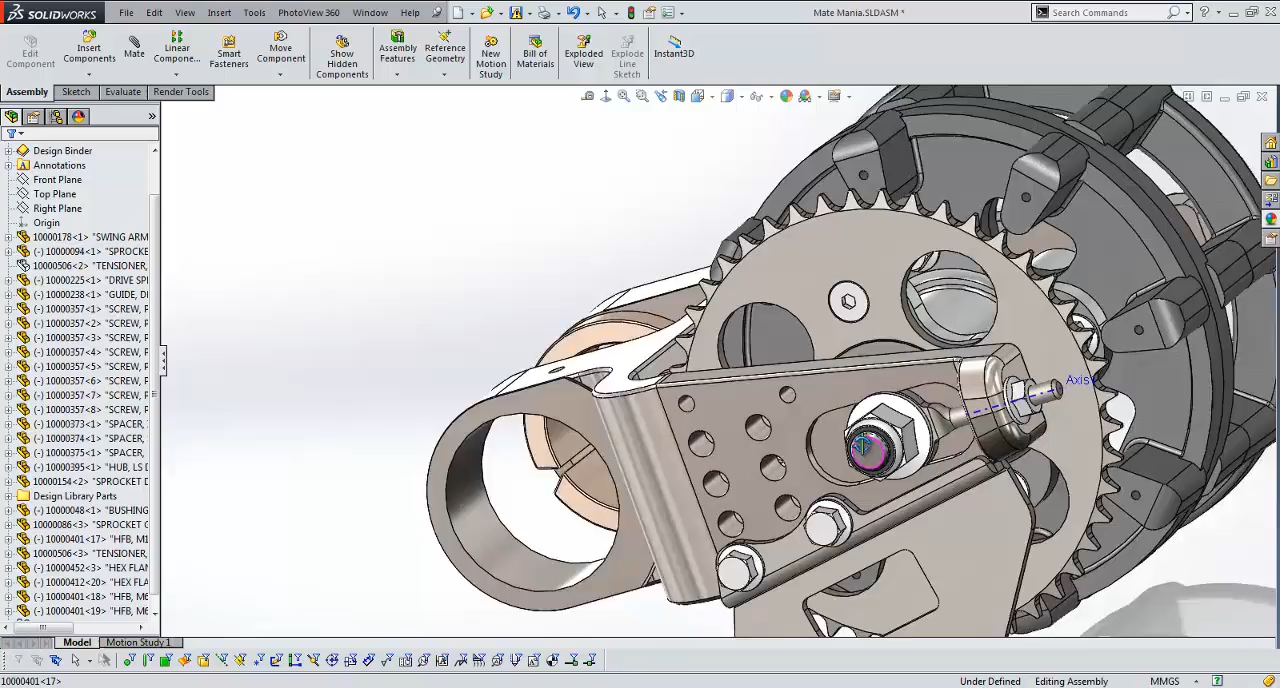 SOLIDWORKS File Edit View Insert Tools PhotoView 360 Window Help Mate Mania.SLDASM * Search Commands
Edit Component
Insert Components
Mate
Linear Compone...
Smart Fasteners
Move Component
Show Hidden Components
Assembly Features
Reference Geometry
New Motion Study
Bill of Materials
Exploded View
Explode Line Sketch
Instant3D
Assembly Sketch Evaluate Render Tools
Design Binder
Annotations
Front Plane
Top Plane
Right Plane
Origin
10000178<1> "SWING ARM
(-) 10000094<1> "SPROCKE
10000506<2> "TENSIONER,
(-) 10000225<1> "DRIVE SP
(-) 10000238<1> "GUIDE, D
(-) 10000357<1> "SCREW, F
(-) 10000357<2> "SCREW, F
(-) 10000357<3> "SCREW, F
(-) 10000357<4> "SCREW, F
(-) 10000357<5> "SCREW, F
(-) 10000357<6> "SCREW, F
(-) 10000357<7> "SCREW, F
(-) 10000357<8> "SCREW, F
(-) 10000373<1> "SPACER,
(-) 10000374<1> "SPACER,
(-) 10000375<1> "SPACER,
(-) 10000395<1> "HUB, LS D
(-) 10000154<2> "SPROCKET D
Design Library Parts
(-) 10000048<1> "BUSHING
10000086<3> "SPROCKET G
(-) 10000401<17> "HFB, M1
10000506<3> "TENSIONER,
(-) 10000452<3> "HEX FLAN
(-) 10000412<20> "HEX FLA
(-) 10000401<18> "HFB, M6
(-) 10000401<19> "HFB, M6
Axis
Model Motion Study 1
10000401<17> Under Defined Editing Assembly MMGS